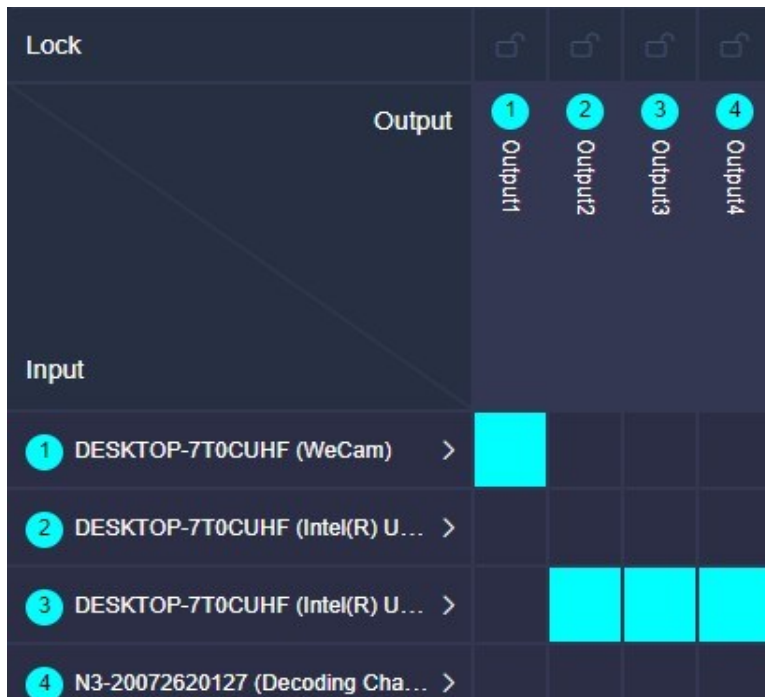 Lock
Output
1 2 3 4
Output1 Output2 Output3 Output4
Input
1 DESKTOP-7T0CUHF (WeCam) >
2 DESKTOP-7T0CUHF (Intel(R) U... >
3 DESKTOP-7T0CUHF (Intel(R) U... >
4 N3-20072620127 (Decoding Cha... >